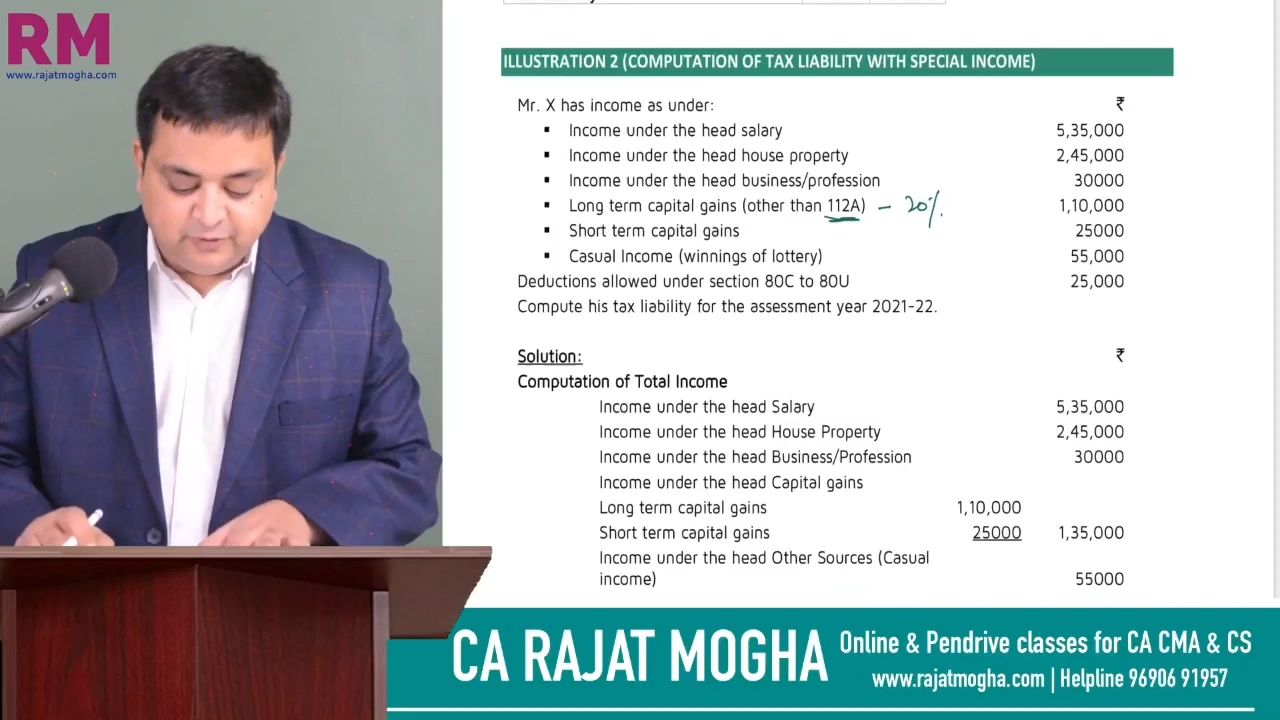 RM
www.rajatmogha.com
ILLUSTRATION 2 (COMPUTATION OF TAX LIABILITY WITH SPECIAL INCOME)
Mr. X has income as under: ₹
▪ Income under the head salary 5,35,000
▪ Income under the head house property 2,45,000
▪ Income under the head business/profession 30000
▪ Long term capital gains (other than 112A) – 20% 1,10,000
▪ Short term capital gains 25000
▪ Casual Income (winnings of lottery) 55,000
Deductions allowed under section 80C to 80U 25,000
Compute his tax liability for the assessment year 2021-22.
Solution: ₹
Computation of Total Income
Income under the head Salary 5,35,000
Income under the head House Property 2,45,000
Income under the head Business/Profession 30000
Income under the head Capital gains
Long term capital gains 1,10,000
Short term capital gains 25000 1,35,000
Income under the head Other Sources (Casual
income) 55000
CA RAJAT MOGHA
Online & Pendrive classes for CA CMA & CS
www.rajatmogha.com | Helpline 96906 91957